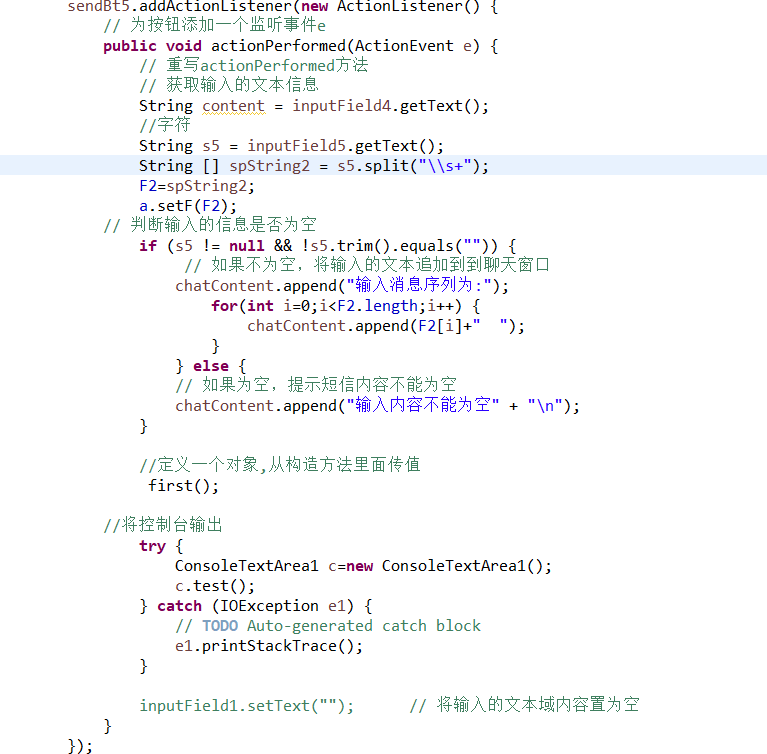 sendBt5.addActionListener(new ActionListener() {
// 为按钮添加一个监听事件e
public void actionPerformed(ActionEvent e) {
// 重写actionPerformed方法
// 获取输入的文本信息
String content = inputField4.getText();
//字符
String s5 = inputField5.getText();
String [] spString2 = s5.split("\\s+");
F2=spString2;
a.setF(F2);
// 判断输入的信息是否为空
if (s5 != null && !s5.trim().equals("")) {
// 如果不为空，将输入的文本追加到到聊天窗口
chatContent.append("输入消息序列为:");
for(int i=0;i<F2.length;i++) {
chatContent.append(F2[i]+"  ");
}
} else {
// 如果为空，提示短信内容不能为空
chatContent.append("输入内容不能为空" + "\n");
}
//定义一个对象,从构造方法里面传值
first();
//将控制台输出
try {
ConsoleTextArea1 c=new ConsoleTextArea1();
c.test();
} catch (IOException e1) {
// TODO Auto-generated catch block
e1.printStackTrace();
}
inputField1.setText("");      // 将输入的文本域内容置为空
}
});